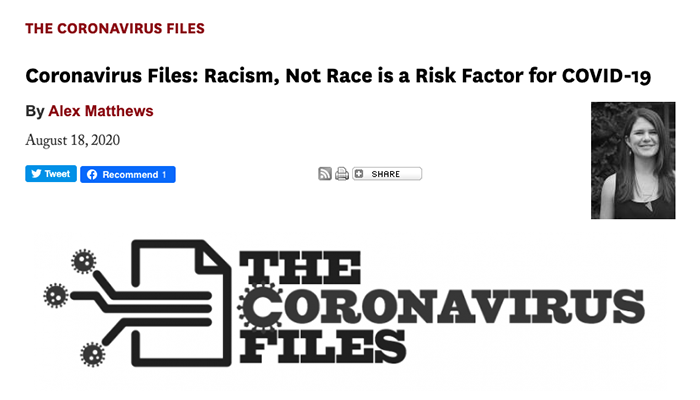 THE CORONAVIRUS FILES
Coronavirus Files: Racism, Not Race is a Risk Factor for COVID-19
By Alex Matthews
August 18, 2020
Tweet
Recommend 1
SHARE
THE
CORONAVIRUS
FILES